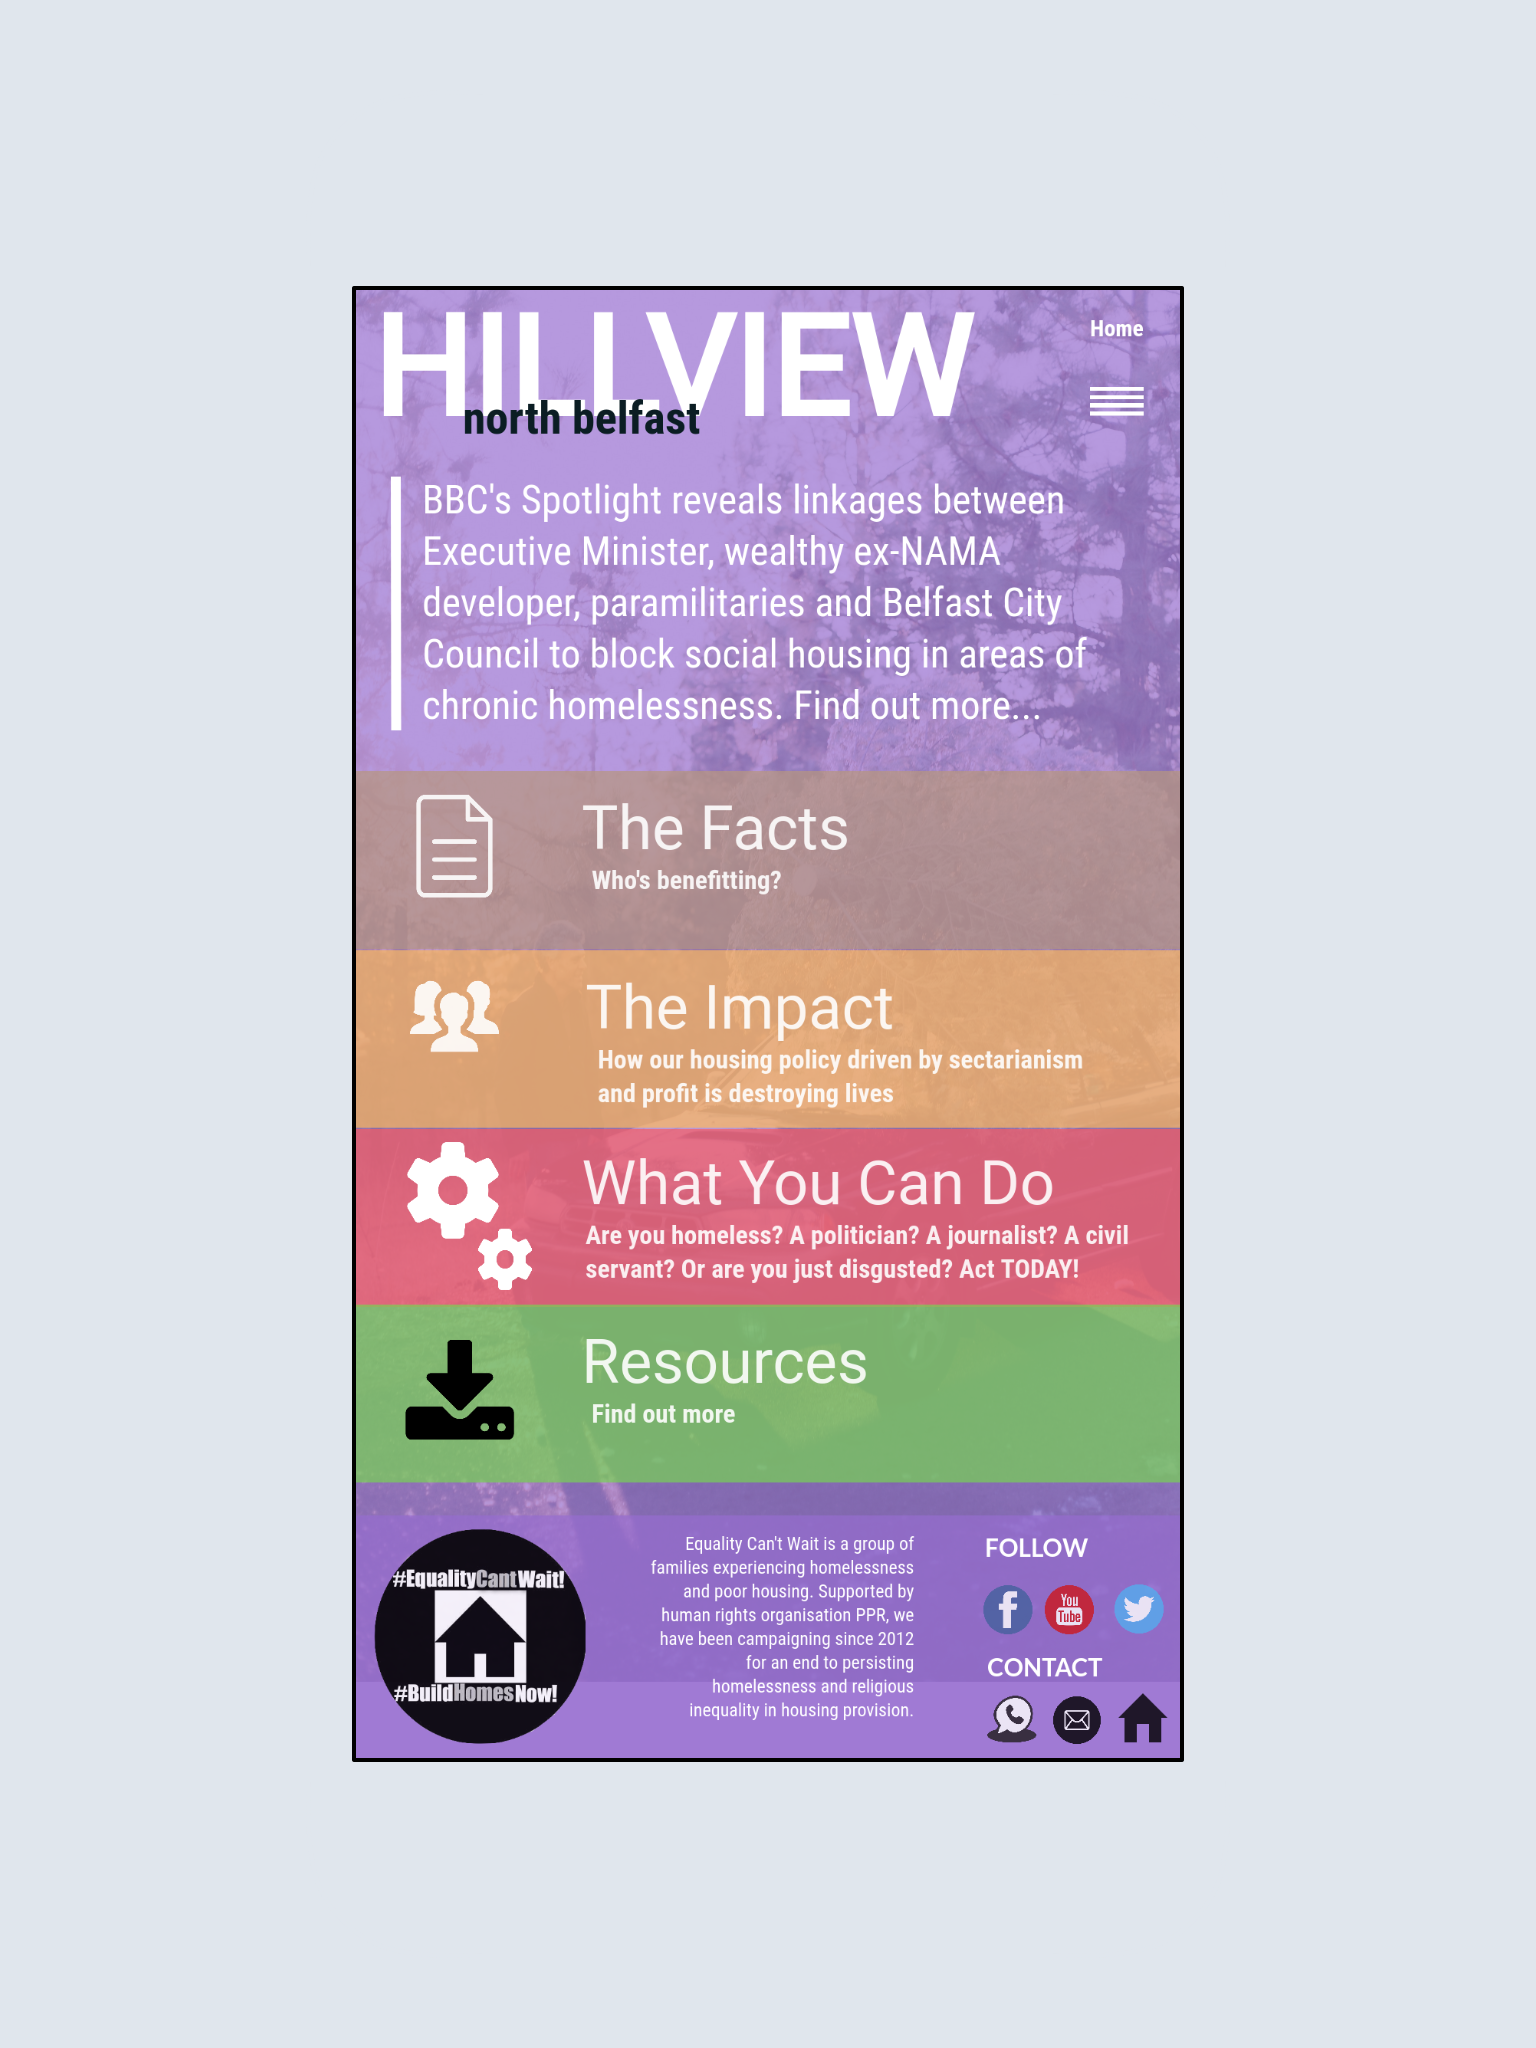 HILLVIEW
north belfast
Home
BBC's Spotlight reveals linkages between
Executive Minister, wealthy ex-NAMA
developer, paramilitaries and Belfast City
Council to block social housing in areas of
chronic homelessness. Find out more...
The Facts
Who's benefitting?
The Impact
How our housing policy driven by sectarianism
and profit is destroying lives
What You Can Do
Are you homeless? A politician? A journalist? A civil
servant? Or are you just disgusted? Act TODAY!
Resources
Find out more
#EqualityCantWait!
#BuildHomesNow!
Equality Can't Wait is a group of
families experiencing homelessness
and poor housing. Supported by
human rights organisation PPR, we
have been campaigning since 2012
for an end to persisting
homelessness and religious
inequality in housing provision.
FOLLOW
f
You
Tube
CONTACT